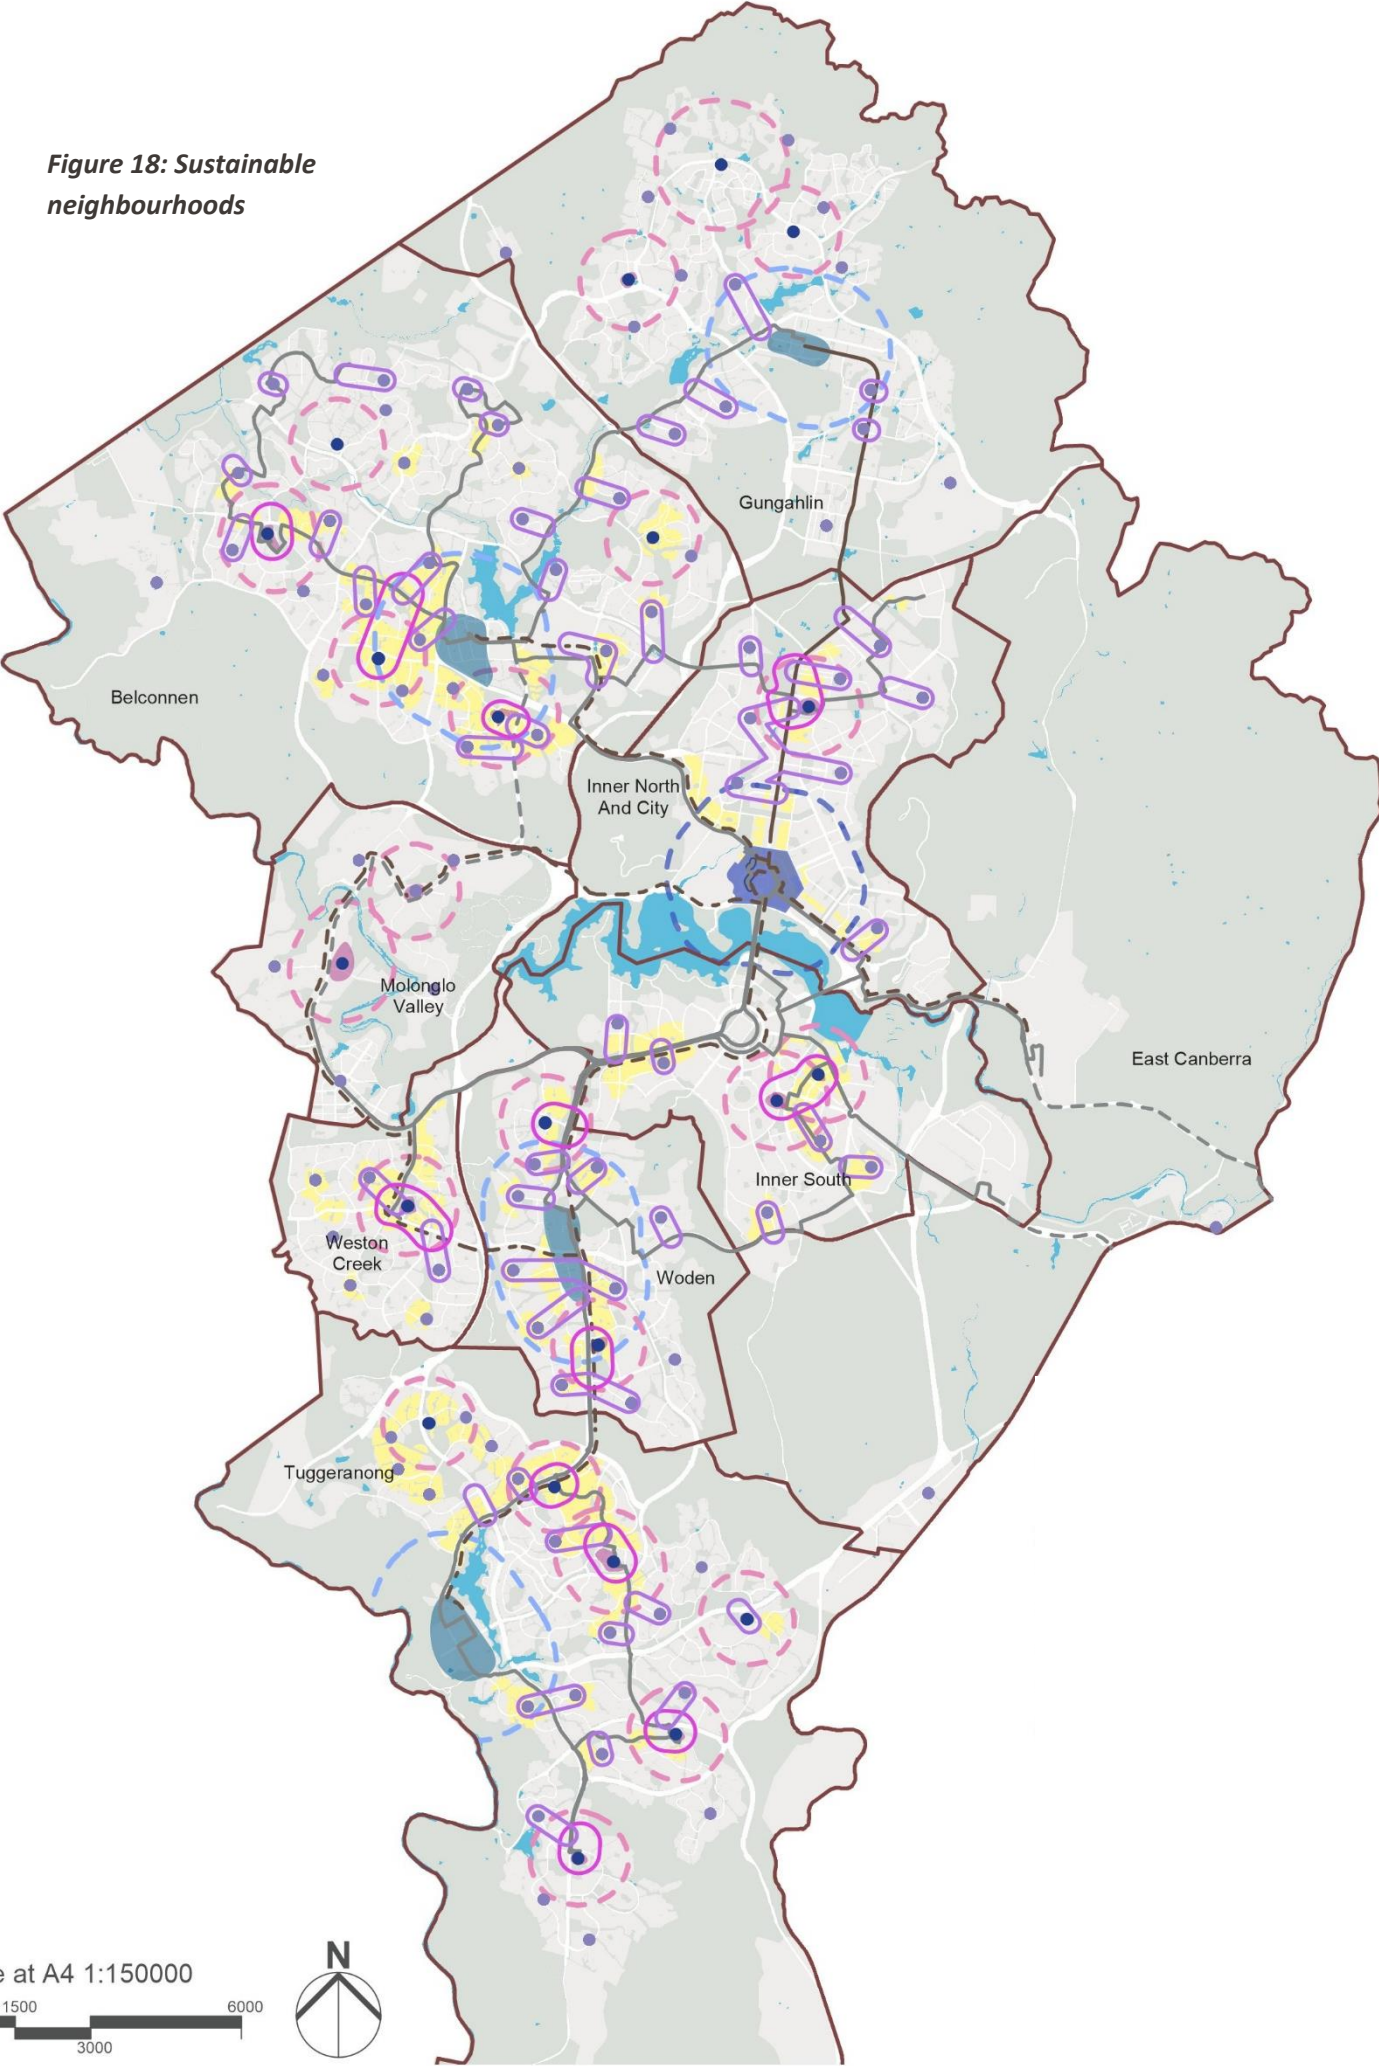 Figure 18: Sustainable
neighbourhoods
Gungahlin
Belconnen
Inner North
And City
Molonglo
Valley
East Canberra
Inner South
Weston
Creek
Woden
Tuggeranong
N
e at A4 1:150000
1500 6000
3000